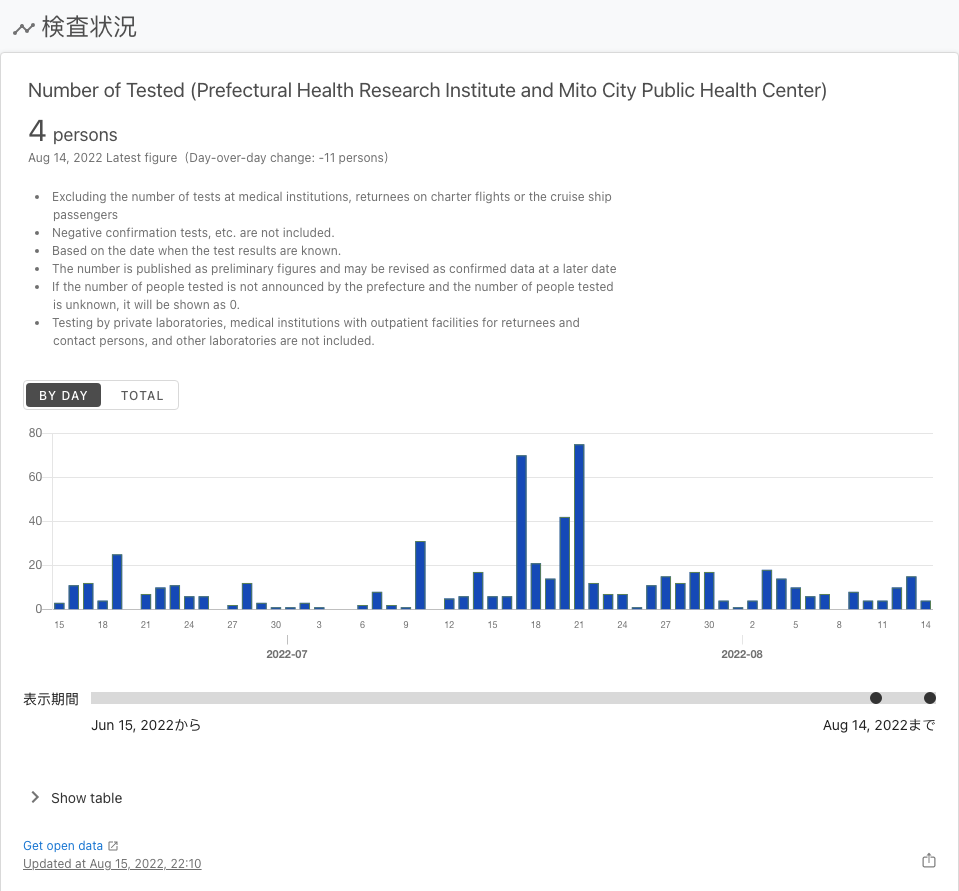 検査状況
Number of Tested (Prefectural Health Research Institute and Mito City Public Health Center)
4 persons
Aug 14, 2022 Latest figure (Day-over-day change: -11 persons)
• Excluding the number of tests at medical institutions, returnees on charter flights or the cruise ship
passengers
• Negative confirmation tests, etc. are not included.
• Based on the date when the test results are known.
• The number is published as preliminary figures and may be revised as confirmed data at a later date
• If the number of people tested is not announced by the prefecture and the number of people tested
is unknown, it will be shown as 0.
• Testing by private laboratories, medical institutions with outpatient facilities for returnees and
contact persons, and other laboratories are not included.
BY DAY TOTAL
80
60
40
20
0
15 18 21 24 27 30 3 6 9 12 15 18 21 24 27 30 2 5 8 11 14
2022-07 2022-08
表示期間
Jun 15, 2022から Aug 14, 2022まで
Show table
Get open data
Updated at Aug 15, 2022, 22:10